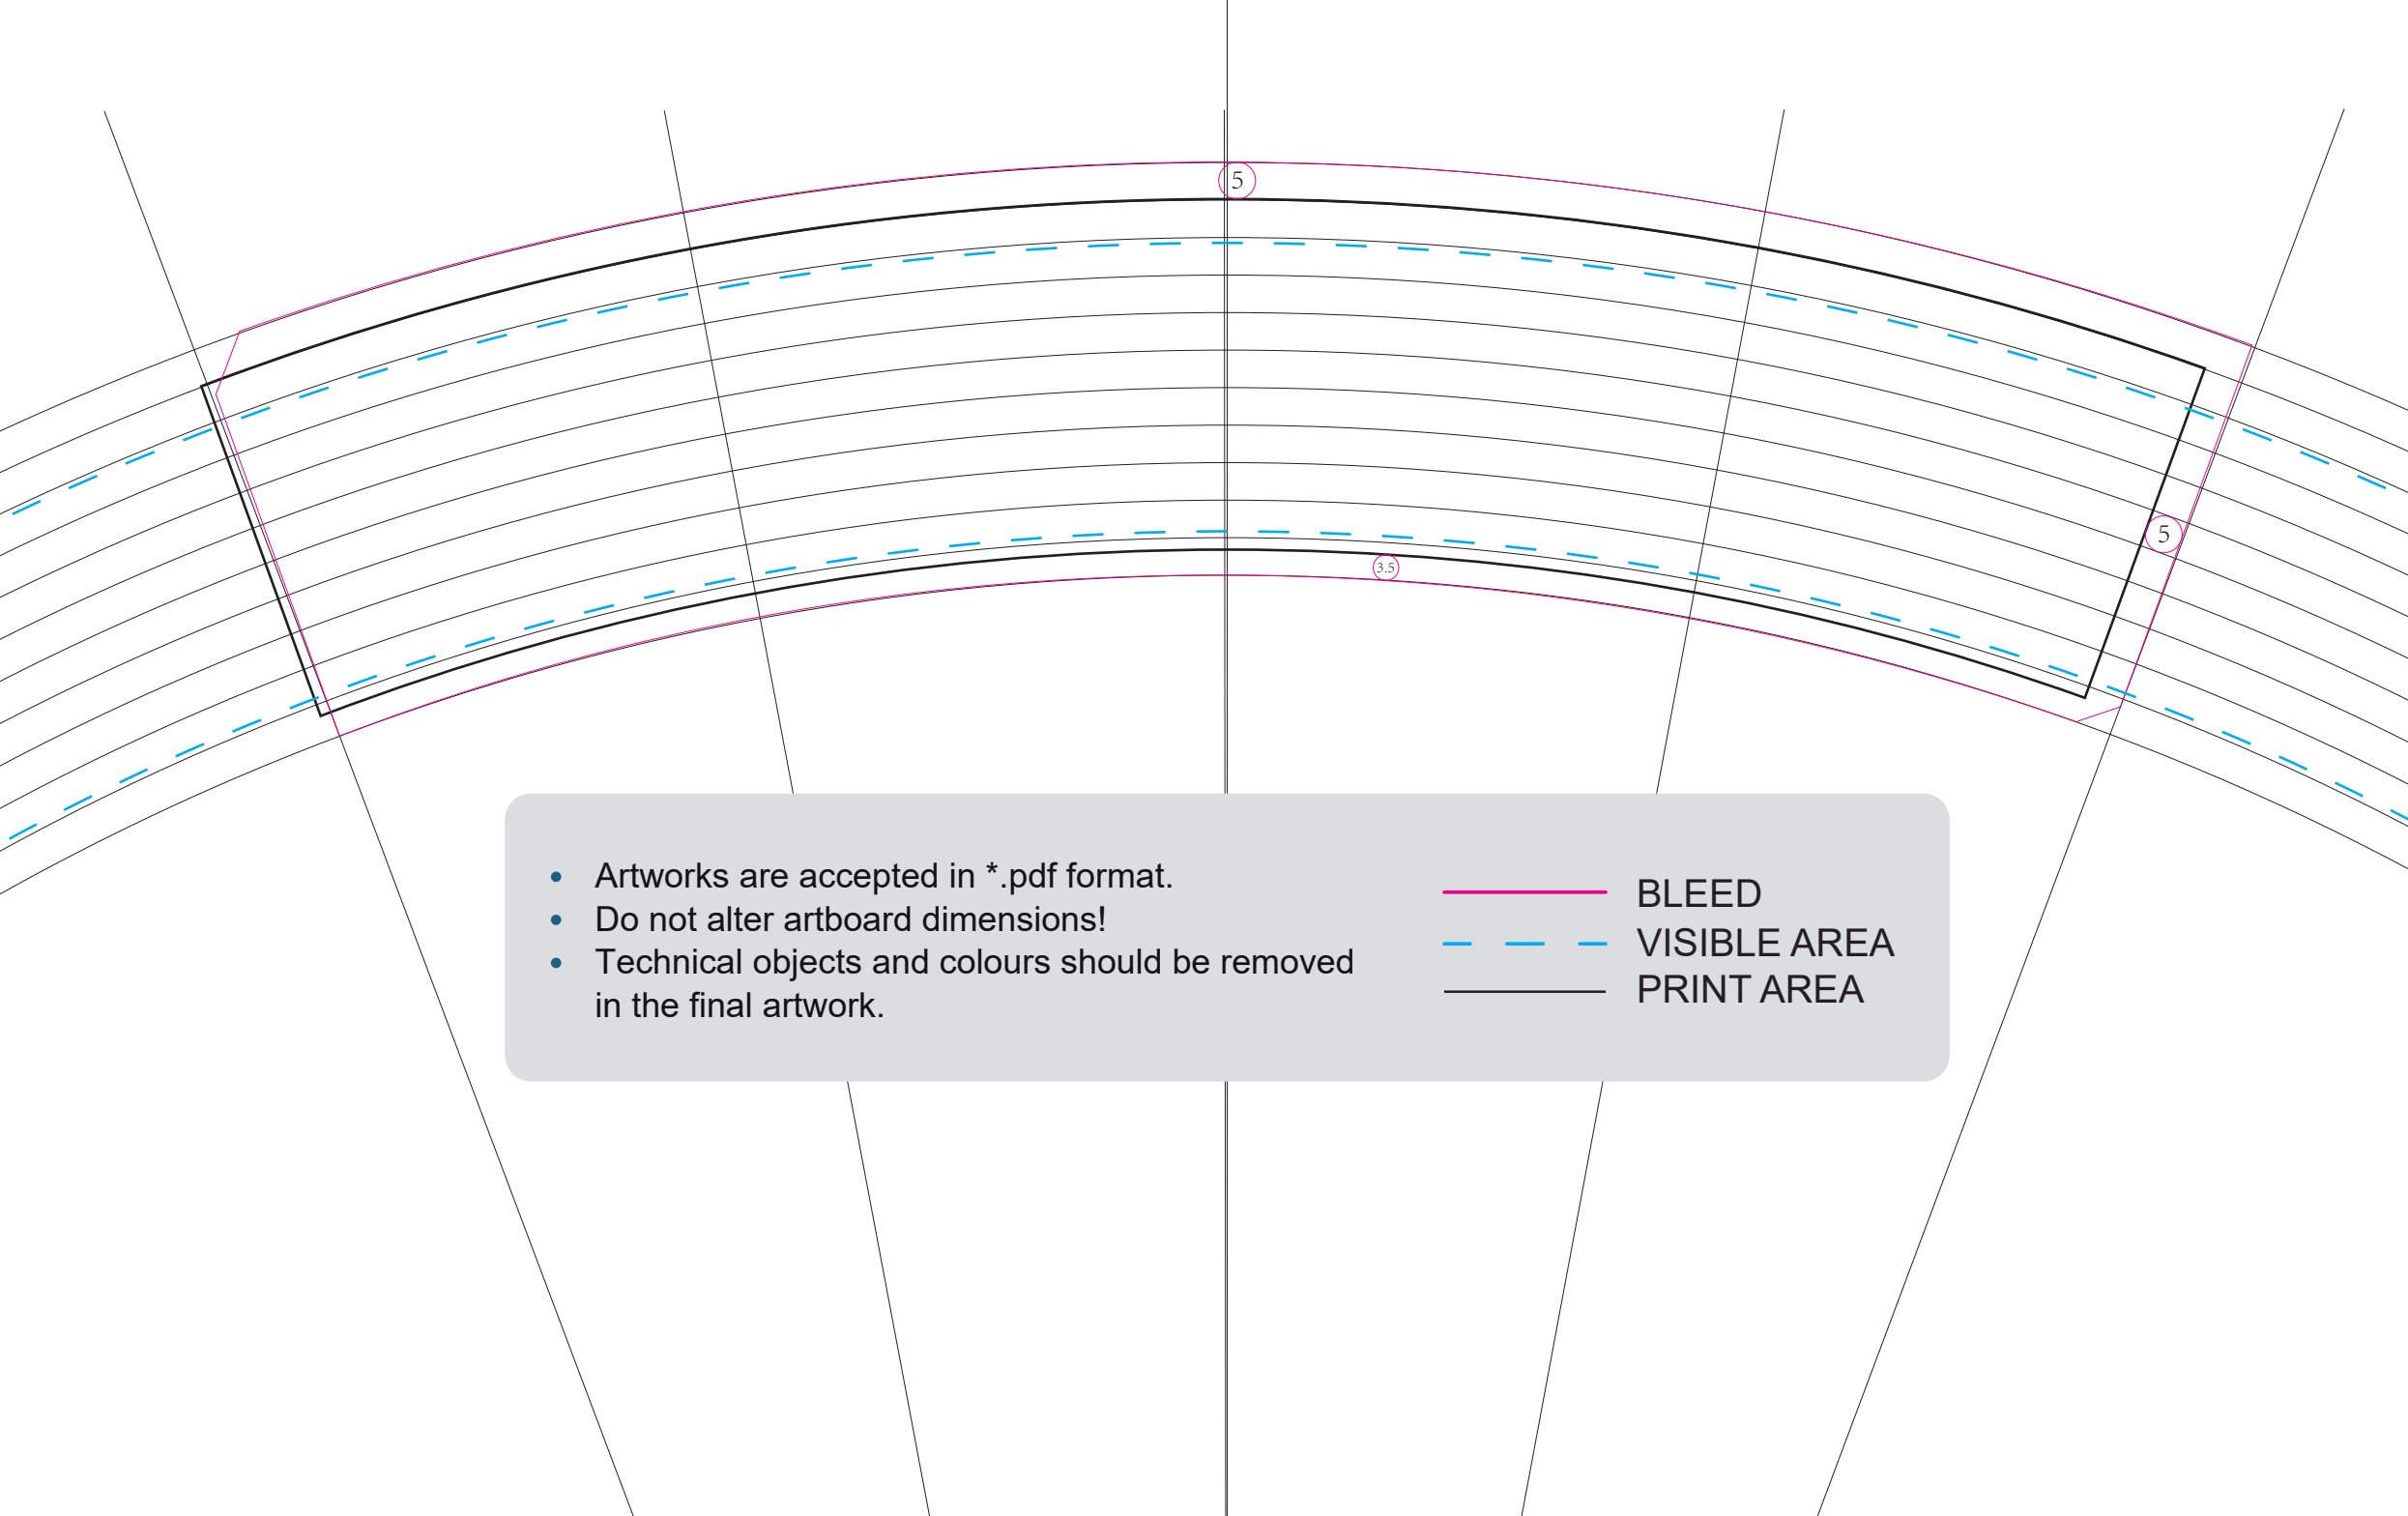 5
5
3.5
• Artworks are accepted in *.pdf format.
• Do not alter artboard dimensions!
• Technical objects and colours should be removed
in the final artwork.
BLEED
VISIBLE AREA
PRINT AREA